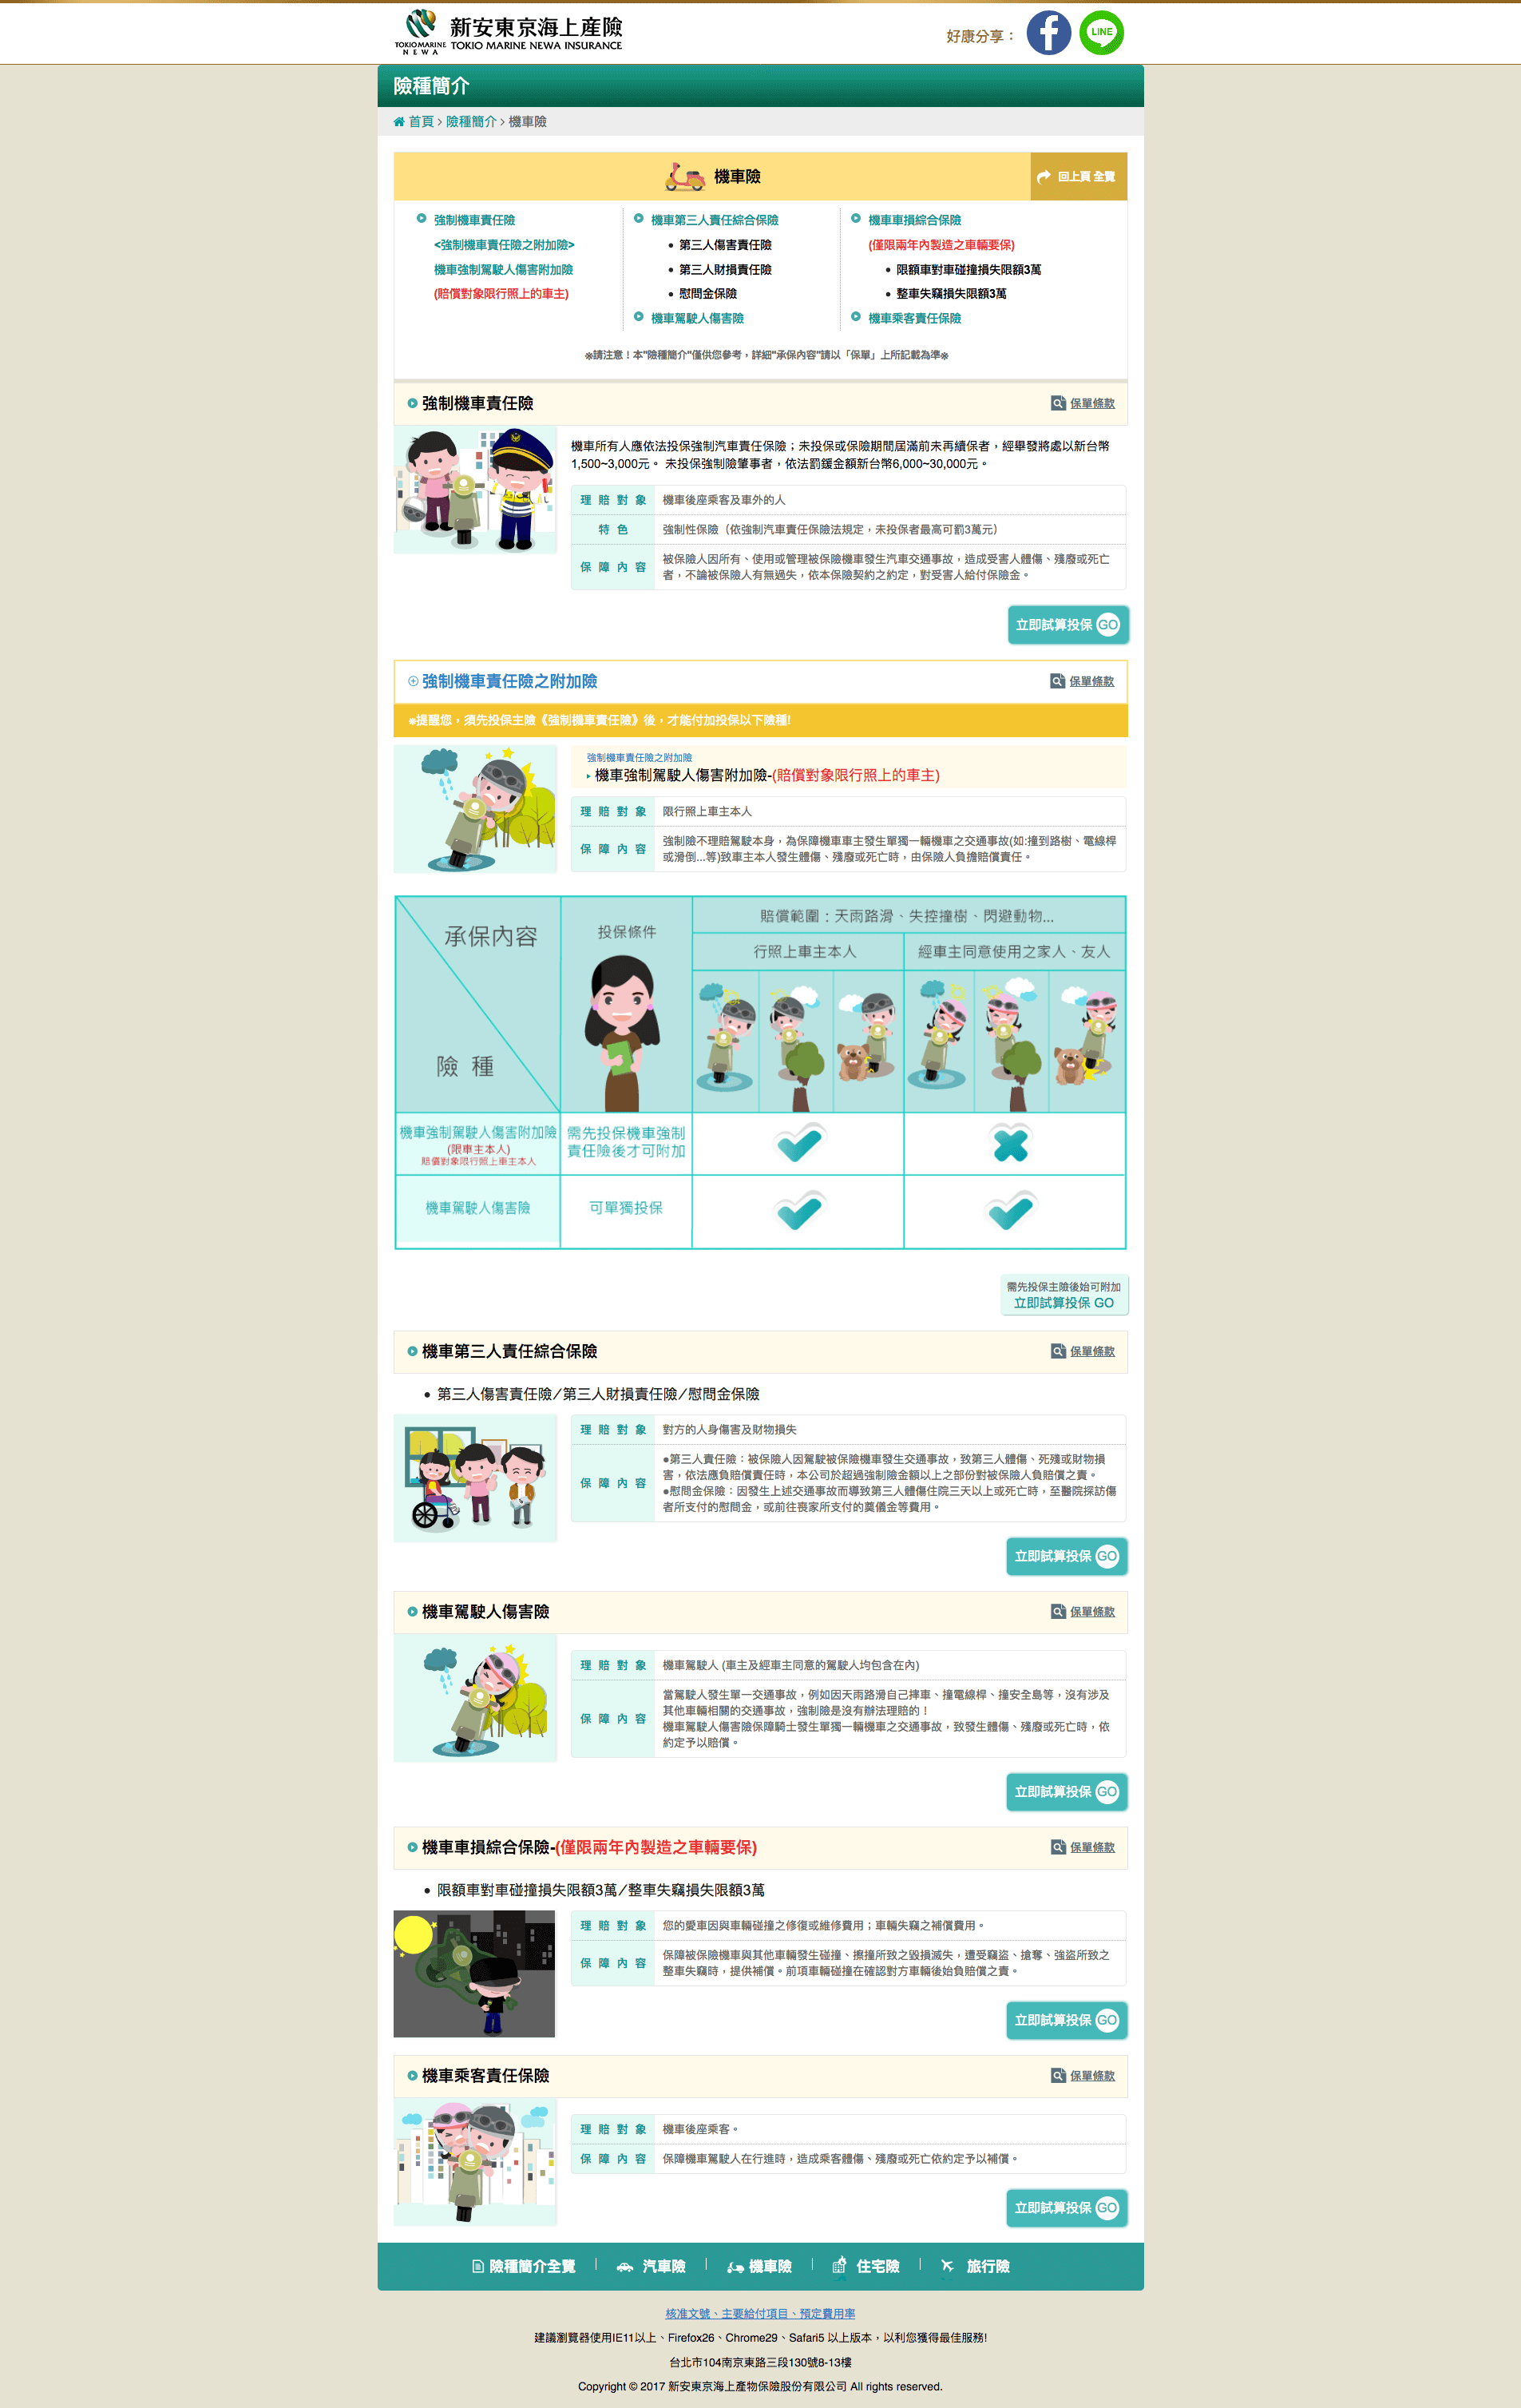 新安東京海上產險
TOKIO MARINE NEWA INSURANCE
TOKIO MARINE
N E W A
好康分享：
LINE
險種簡介
首頁 > 險種簡介 > 機車險
機車險
回上頁 全覽
強制機車責任險
<強制機車責任險之附加險>
機車強制駕駛人傷害附加險
(賠償對象限行照上的車主)
機車第三人責任綜合保險
第三人傷害責任險
第三人財損責任險
慰問金保險
機車駕駛人傷害險
機車車損綜合保險
(僅限兩年內製造之車輛要保)
限額車對車碰撞損失限額3萬
整車失竊損失限額3萬
機車乘客責任保險
※請注意！本"險種簡介"僅供您參考，詳細"承保內容"請以「保單」上所記載為準※
強制機車責任險
保單條款
機車所有人應依法投保強制汽車責任保險；未投保或保險期間屆滿前未再續保者，經舉發將處以新台幣
1,500~3,000元。 未投保強制險肇事者，依法罰鍰金額新台幣6,000~30,000元。
理賠對象 機車後座乘客及車外的人
特色 強制性保險（依強制汽車責任保險法規定，未投保者最高可罰3萬元）
保障內容 被保險人因所有、使用或管理被保險機車發生汽車交通事故，造成受害人體傷、殘廢或死亡
者，不論被保險人有無過失，依本保險契約之約定，對受害人給付保險金。
立即試算投保 GO
強制機車責任險之附加險
保單條款
※提醒您，須先投保主險《強制機車責任險》後，才能付加投保以下險種!
強制機車責任險之附加險
機車強制駕駛人傷害附加險-(賠償對象限行照上的車主)
理賠對象 限行照上車主本人
保障內容 強制險不理賠駕駛本身，為保障機車車主發生單獨一輛機車之交通事故(如:撞到路樹、電線桿
或滑倒...等)致車主本人發生體傷、殘廢或死亡時，由保險人負擔賠償責任。
承保內容
險 種
投保條件
賠償範圍：天雨路滑、失控撞樹、閃避動物...
行照上車主本人
經車主同意使用之家人、友人
機車強制駕駛人傷害附加險
(限車主本人)
賠償對象限行照上車主本人
需先投保機車強制
責任險後才可附加
機車駕駛人傷害險
可單獨投保
需先投保主險後始可附加
立即試算投保 GO
機車第三人責任綜合保險
保單條款
第三人傷害責任險/第三人財損責任險/慰問金保險
理賠對象 對方的人身傷害及財物損失
保障內容 ●第三人責任險：被保險人因駕駛被保險機車發生交通事故，致第三人體傷、死殘或財物損
害，依法應負賠償責任時，本公司於超過強制險金額以上之部份對被保險人負賠償之責。
●慰問金保險：因發生上述交通事故而導致第三人體傷住院三天以上或死亡時，至醫院探訪傷
者所支付的慰問金，或前往喪家所支付的奠儀金等費用。
立即試算投保 GO
機車駕駛人傷害險
保單條款
理賠對象 機車駕駛人 (車主及經車主同意的駕駛人均包含在內)
保障內容 當駕駛人發生單一交通事故，例如因天雨路滑自己摔車、撞電線桿、撞安全島等，沒有涉及
其他車輛相關的交通事故，強制險是沒有辦法理賠的！
機車駕駛人傷害險保障騎士發生單獨一輛機車之交通事故，致發生體傷、殘廢或死亡時，依
約定予以賠償。
立即試算投保 GO
機車車損綜合保險-(僅限兩年內製造之車輛要保)
保單條款
限額車對車碰撞損失限額3萬/整車失竊損失限額3萬
理賠對象 您的愛車因與車輛碰撞之修復或維修費用；車輛失竊之補償費用。
保障內容 保障被保險機車與其他車輛發生碰撞、擦撞所致之毀損滅失，遭受竊盜、搶奪、強盜所致之
整車失竊時，提供補償。前項車輛碰撞在確認對方車輛後始負賠償之責。
立即試算投保 GO
機車乘客責任保險
保單條款
理賠對象 機車後座乘客。
保障內容 保障機車駕駛人在行進時，造成乘客體傷、殘廢或死亡依約定予以補償。
立即試算投保 GO
險種簡介全覽 | 汽車險 | 機車險 | 住宅險 | 旅行險
核准文號、主要給付項目、預定費用率
建議瀏覽器使用IE11以上、Firefox26、Chrome29、Safari5 以上版本，以利您獲得最佳服務!
台北市104南京東路三段130號8-13樓
Copyright © 2017 新安東京海上產物保險股份有限公司 All rights reserved.